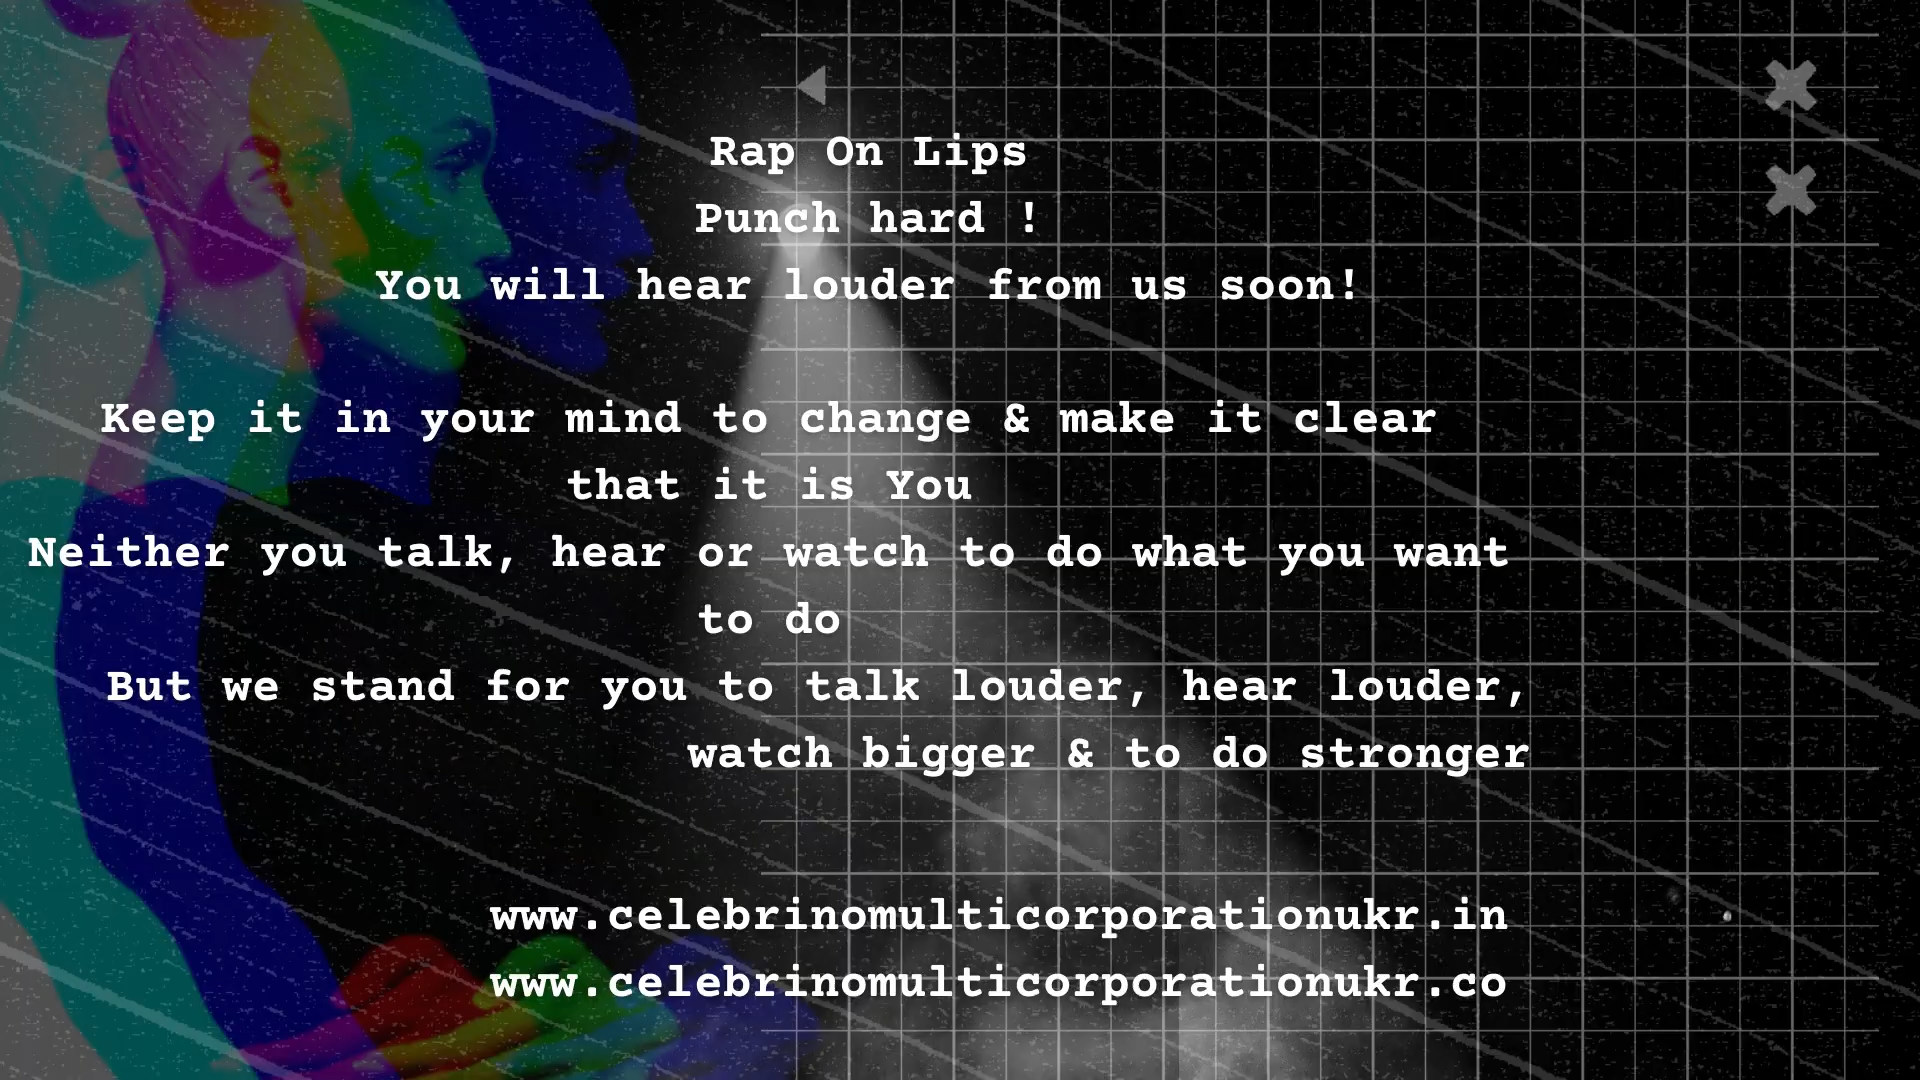 Rap On Lips
Punch hard !
You will hear louder from us soon!
Keep it in your mind to change & make it clear
that it is You
Neither you talk, hear or watch to do what you want
to do
But we stand for you to talk louder, hear louder,
watch bigger & to do stronger
www.celebrinomulticorporationukr.in
www.celebrinomulticorporationukr.co